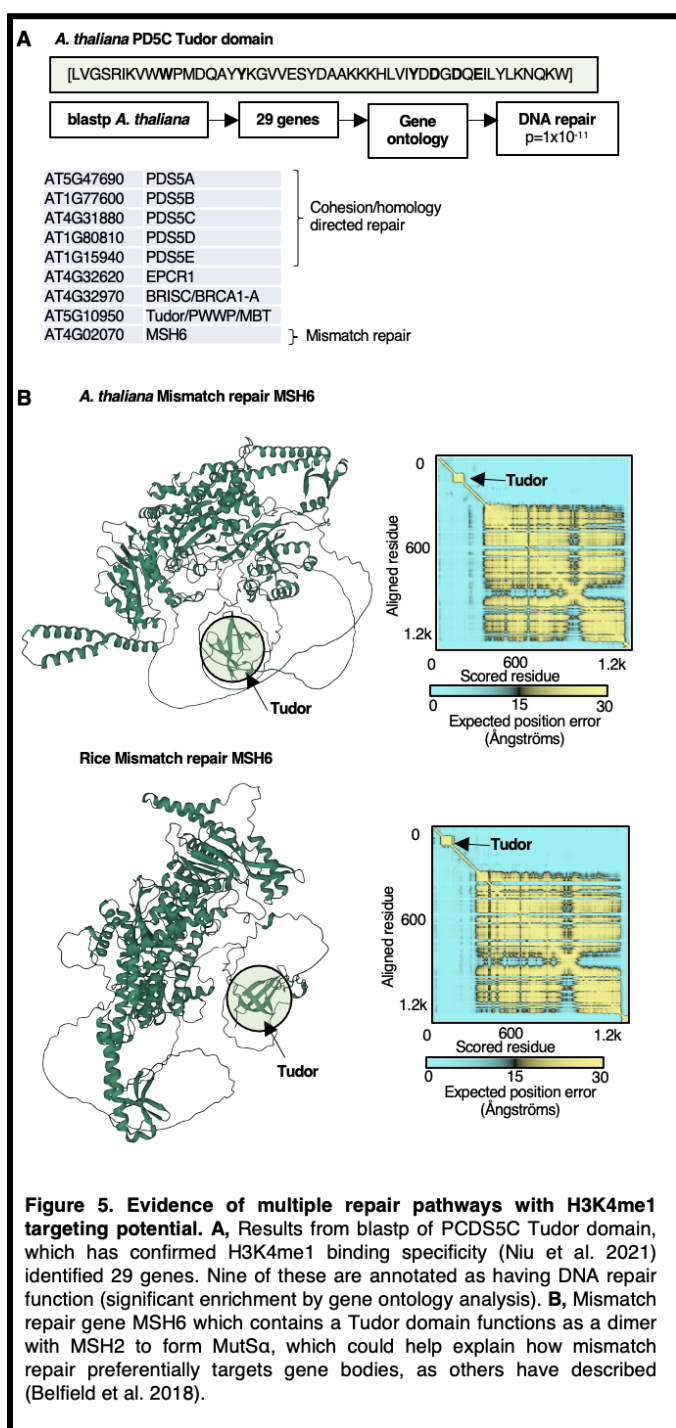 A A. thaliana PD5C Tudor domain
[LVGSRIKVWWPMDQAYYKGVVESYDAAKKKHLVIYDDGDQEILYLKNQKW]
blastp A. thaliana
29 genes
Gene
ontology
DNA repair
p=1x10-11
AT5G47690 PDS5A
AT1G77600 PDS5B
AT4G31880 PDS5C
AT1G80810 PDS5D
AT1G15940 PDS5E
Cohesion/homology
directed repair
AT4G32620 EPCR1
AT4G32970 BRISC/BRCA1-A
AT5G10950 Tudor/PWWP/MBT
AT4G02070 MSH6
Mismatch repair
B A. thaliana Mismatch repair MSH6
Tudor
0
Tudor
600
Aligned residue
1.2k
0 600 1.2k
Scored residue
0 15 30
Expected position error
(Ångströms)
Rice Mismatch repair MSH6
Tudor
0
Tudor
600
Aligned residue
1.2k
0 600 1.2k
Scored residue
0 15 30
Expected position error
(Ångströms)
Figure 5. Evidence of multiple repair pathways with H3K4me1
targeting potential. A, Results from blastp of PCDS5C Tudor domain,
which has confirmed H3K4me1 binding specificity (Niu et al. 2021)
identified 29 genes. Nine of these are annotated as having DNA repair
function (significant enrichment by gene ontology analysis). B, Mismatch
repair gene MSH6 which contains a Tudor domain functions as a dimer
with MSH2 to form MutSα, which could help explain how mismatch
repair preferentially targets gene bodies, as others have described
(Belfield et al. 2018).